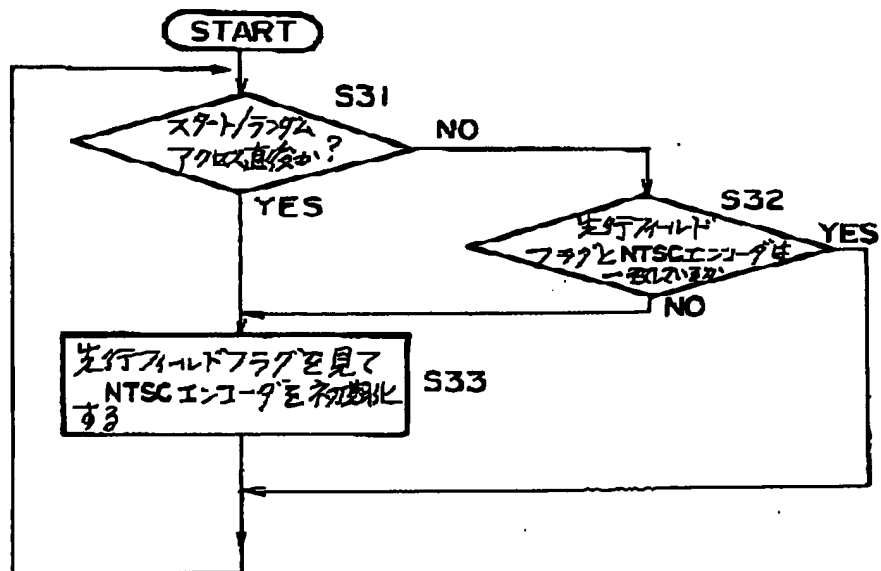 START
S31
スタート/ランダム
アクセス直後か?
NO
YES
S32
先行フィールド
フラグとNTSCエンコーダは
一致しているか
YES
NO
先行フィールドフラグを見て
NTSCエンコーダを初期化
する
S33